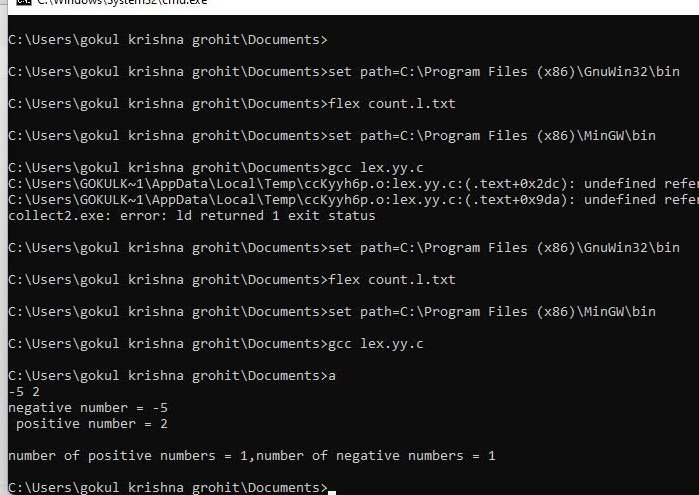 C:\Windows\System32\cmd.exe
C:\Users\gokul krishna grohit\Documents>
C:\Users\gokul krishna grohit\Documents>set path=C:\Program Files (x86)\GnuWin32\bin
C:\Users\gokul krishna grohit\Documents>flex count.l.txt
C:\Users\gokul krishna grohit\Documents>set path=C:\Program Files (x86)\MinGW\bin
C:\Users\gokul krishna grohit\Documents>gcc lex.yy.c
C:\Users\GOKULK~1\AppData\Local\Temp\ccKyyh6p.o:lex.yy.c:(.text+0x2dc): undefined refer
C:\Users\GOKULK~1\AppData\Local\Temp\ccKyyh6p.o:lex.yy.c:(.text+0x9da): undefined refer
collect2.exe: error: ld returned 1 exit status
C:\Users\gokul krishna grohit\Documents>set path=C:\Program Files (x86)\GnuWin32\bin
C:\Users\gokul krishna grohit\Documents>flex count.l.txt
C:\Users\gokul krishna grohit\Documents>set path=C:\Program Files (x86)\MinGW\bin
C:\Users\gokul krishna grohit\Documents>gcc lex.yy.c
C:\Users\gokul krishna grohit\Documents>a
-5 2
negative number = -5
 positive number = 2
number of positive numbers = 1,number of negative numbers = 1
C:\Users\gokul krishna grohit\Documents>